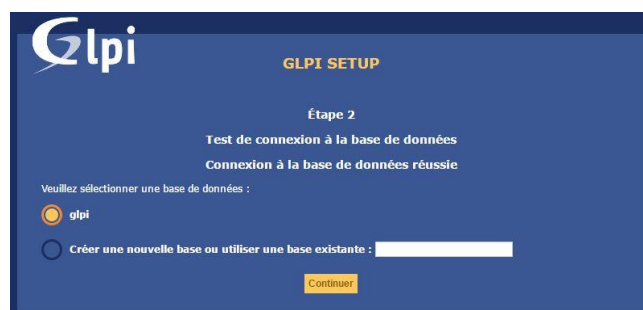 Glpi
GLPI SETUP
Étape 2
Test de connexion à la base de données
Connexion à la base de données réussie
Veuillez sélectionner une base de données :
glpi
Créer une nouvelle base ou utiliser une base existante :
Continuer